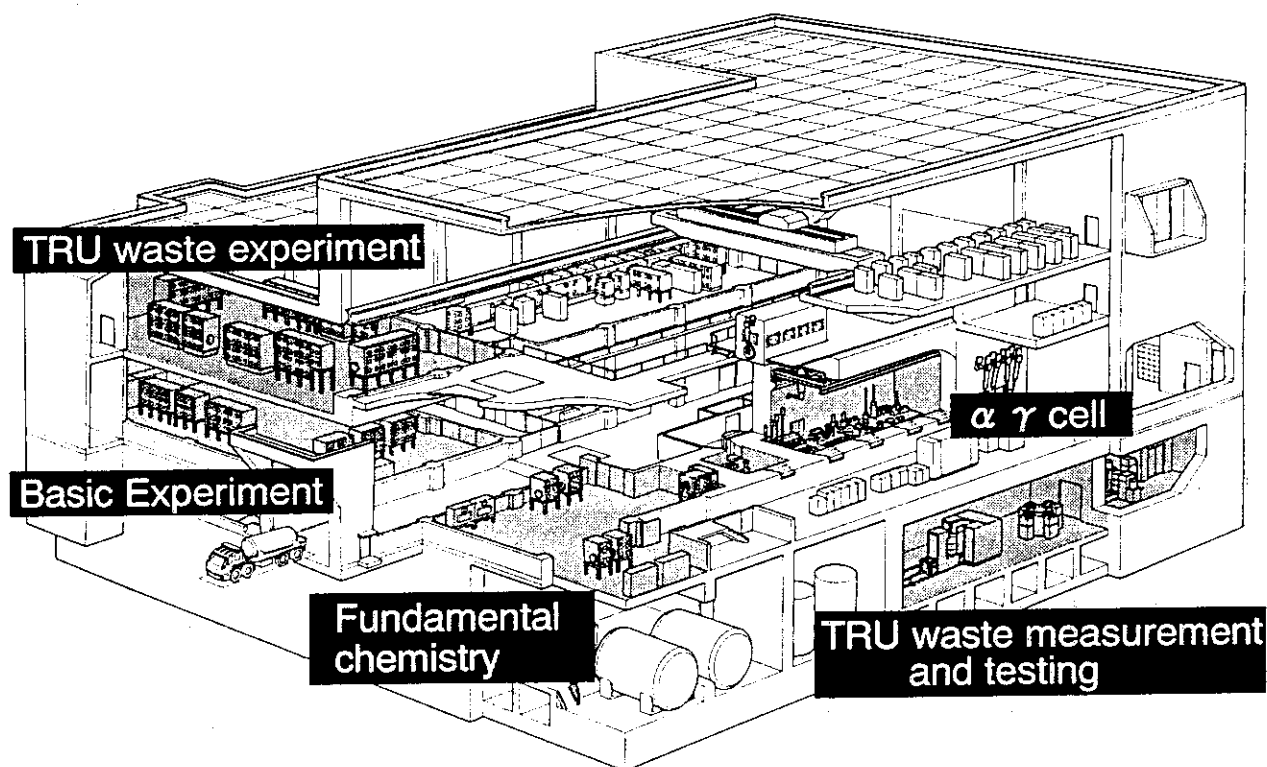 TRU waste experiment
α γ cell
Basic Experiment
Fundamental
chemistry
TRU waste measurement
and testing